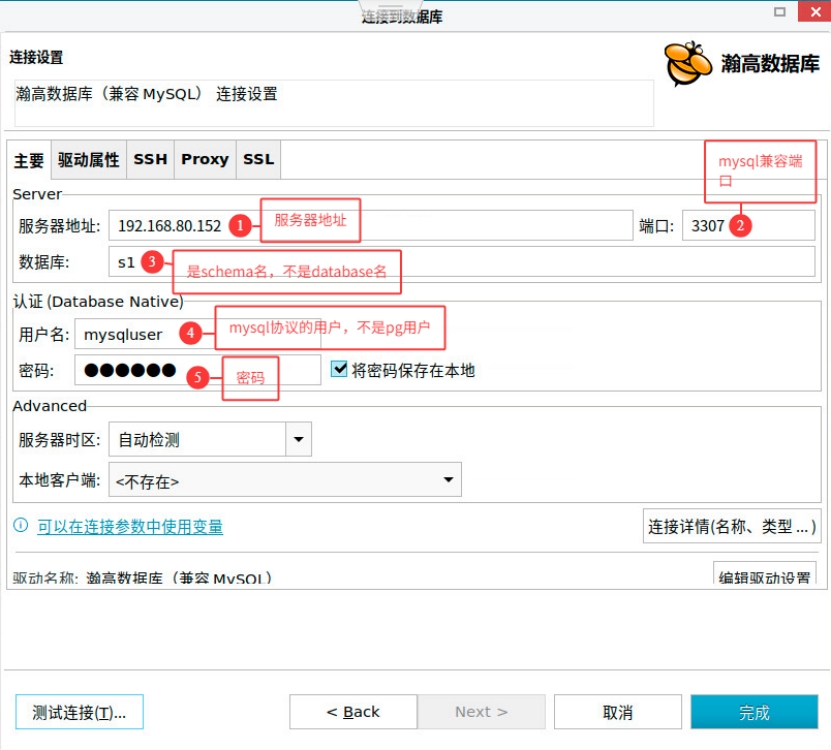 连接到数据库
连接设置
瀚高数据库
瀚高数据库（兼容 MySQL） 连接设置
主要 驱动属性 SSH Proxy SSL
mysql兼容端
口
Server
服务器地址: 192.168.80.152 1 服务器地址 端口: 3307 2
数据库: s1 3 是schema名，不是database名
认证 (Database Native)
用户名: mysqluser 4 mysql协议的用户，不是pg用户
密码: ●●●●●● 5 密码 将密码保存在本地
Advanced
服务器时区: 自动检测
本地客户端: <不存在>
可以在连接参数中使用变量 连接详情(名称、类型 ... )
驱动名称: 瀚高数据库（兼容 MySQL） 编辑驱动设置
测试连接(T)... < Back Next > 取消 完成